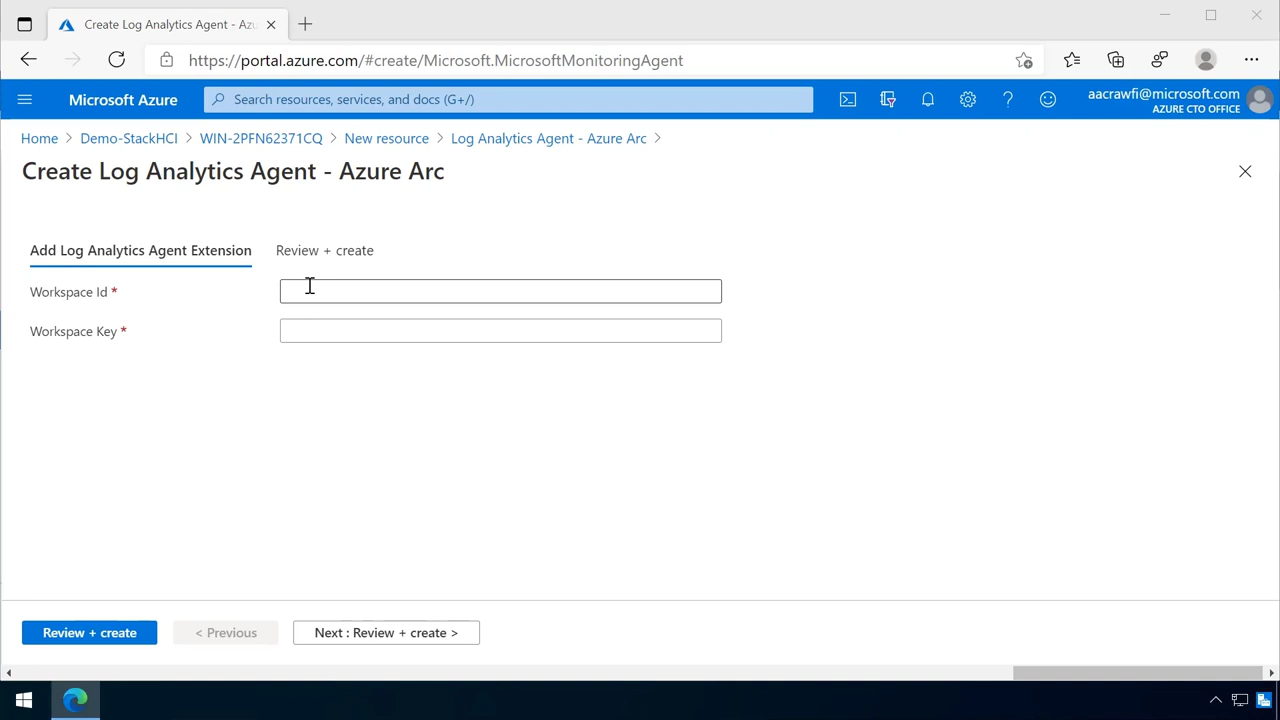 Create Log Analytics Agent - Azu
https://portal.azure.com/#create/Microsoft.MicrosoftMonitoringAgent
Microsoft Azure
Search resources, services, and docs (G+/)
aacrawfi@microsoft.com
AZURE CTO OFFICE
Home > Demo-StackHCI > WIN-2PFN62371CQ > New resource > Log Analytics Agent - Azure Arc >
Create Log Analytics Agent - Azure Arc
Add Log Analytics Agent Extension
Review + create
Workspace Id *
Workspace Key *
Review + create
< Previous
Next : Review + create >